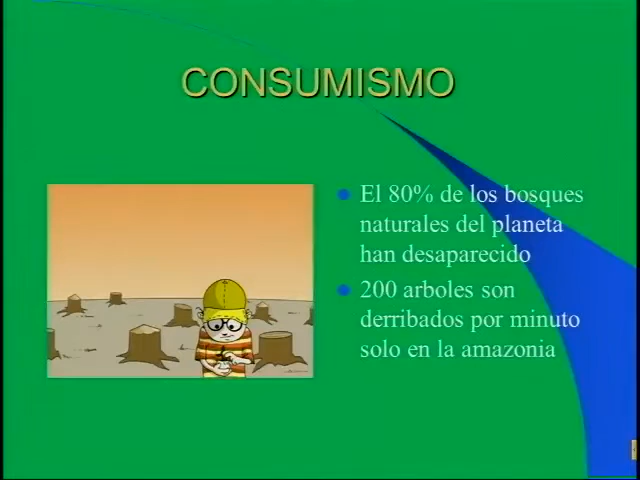 CONSUMISMO
El 80% de los bosques
naturales del planeta
han desaparecido
200 arboles son
derribados por minuto
solo en la amazonia